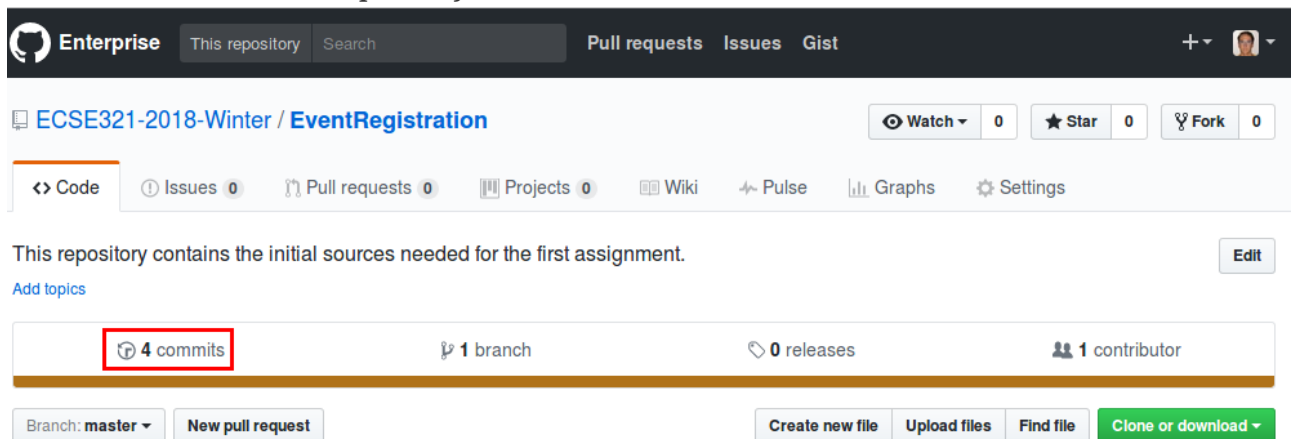 Enterprise This repository Search Pull requests Issues Gist
ECSE321-2018-Winter / EventRegistration Watch 0 Star 0 Fork 0
Code Issues 0 Pull requests 0 Projects 0 Wiki Pulse Graphs Settings
This repository contains the initial sources needed for the first assignment. Edit
Add topics
4 commits 1 branch 0 releases 1 contributor
Branch: master New pull request Create new file Upload files Find file Clone or download